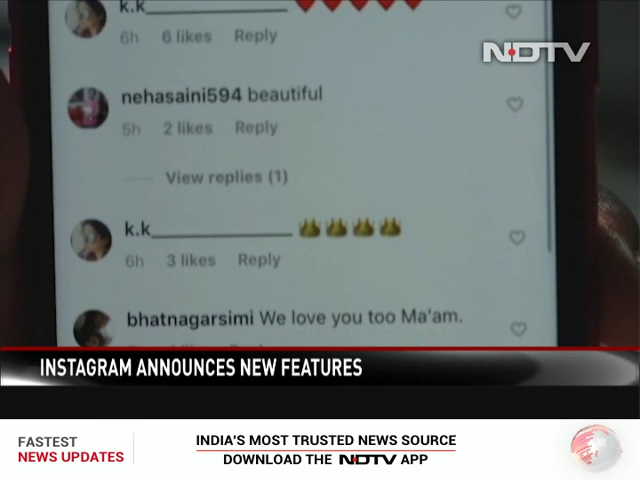 k.k_______________ ❤️❤️❤️❤️❤️
6h 6 likes Reply
NDTV
nehasaini594 beautiful
5h 2 likes Reply
View replies (1)
k.k_______________ 👑👑👑👑
6h 3 likes Reply
bhatnagarsimi We love you too Ma'am.
INSTAGRAM ANNOUNCES NEW FEATURES
FASTEST
NEWS UPDATES
INDIA'S MOST TRUSTED NEWS SOURCE
DOWNLOAD THE NDTV APP